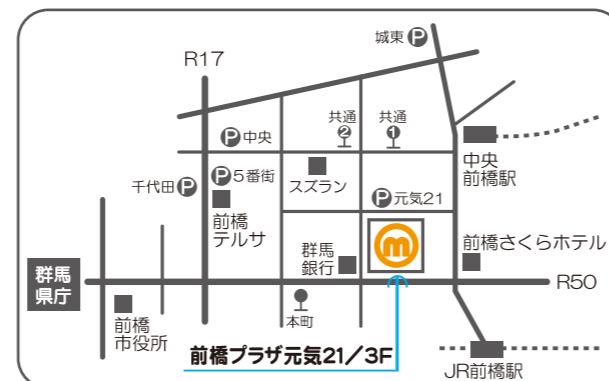 城東 P
R17
共通
2
共通
1
P 中央
中央
前橋駅
千代田 P
P 5番街
スズラン
P 元気21
前橋
テルサ
m
群馬
銀行
前橋さくらホテル
群馬
県庁
R50
前橋
市役所
本町
前橋プラザ元気21/3F
JR前橋駅